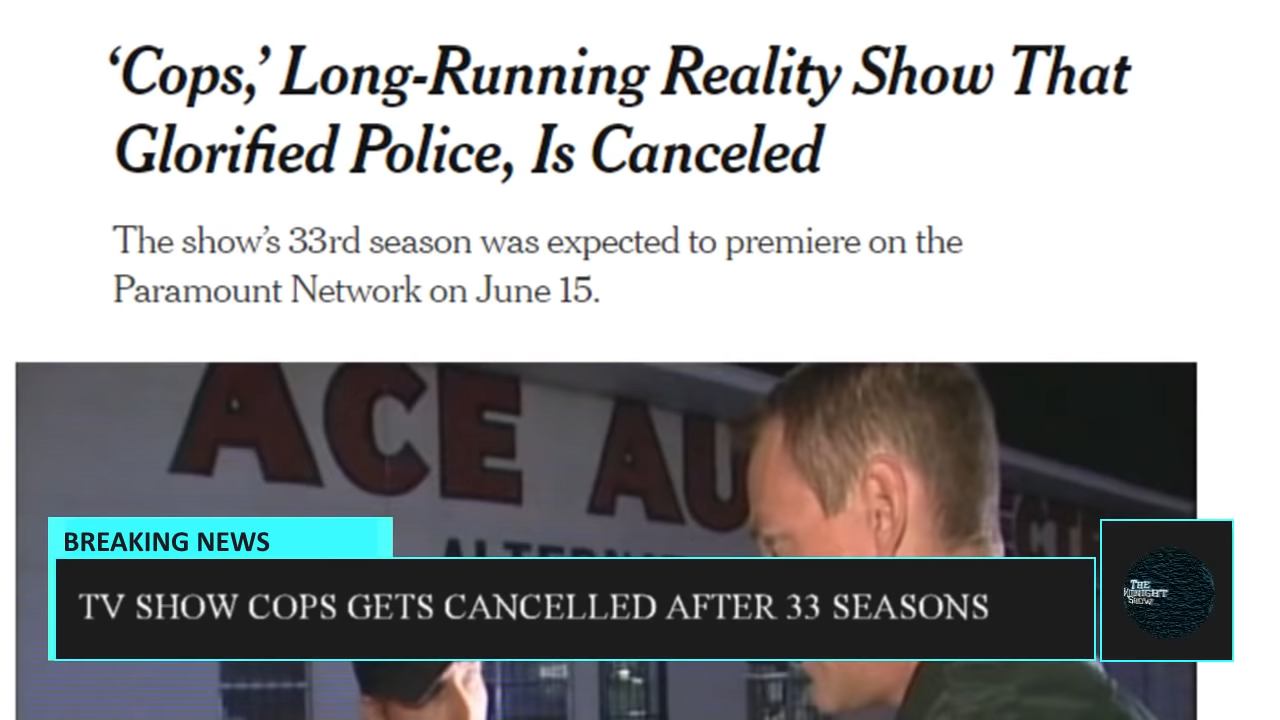 ‘Cops,’ Long-Running Reality Show That
Glorified Police, Is Canceled
The show’s 33rd season was expected to premiere on the
Paramount Network on June 15.
ACE AU
BREAKING NEWS
TV SHOW COPS GETS CANCELLED AFTER 33 SEASONS
THE
KNIGHT
SHOW